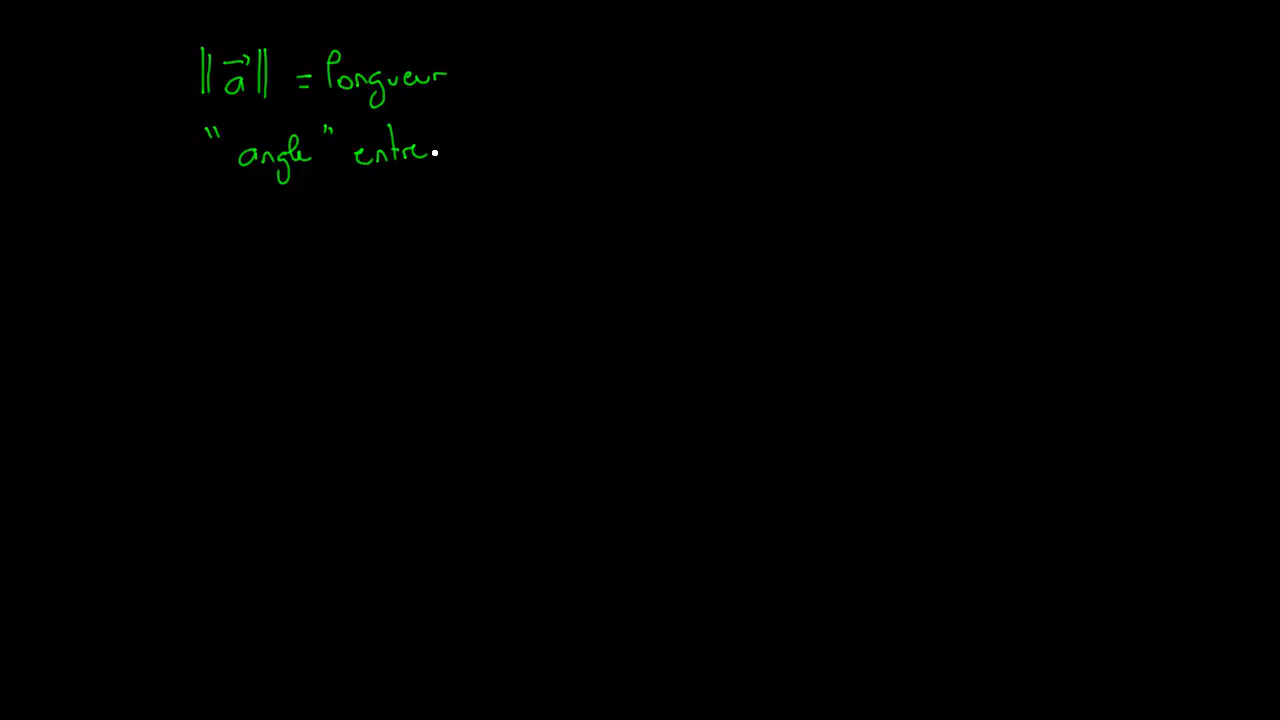 ‖a⃗‖ = longueur
"angle" entre